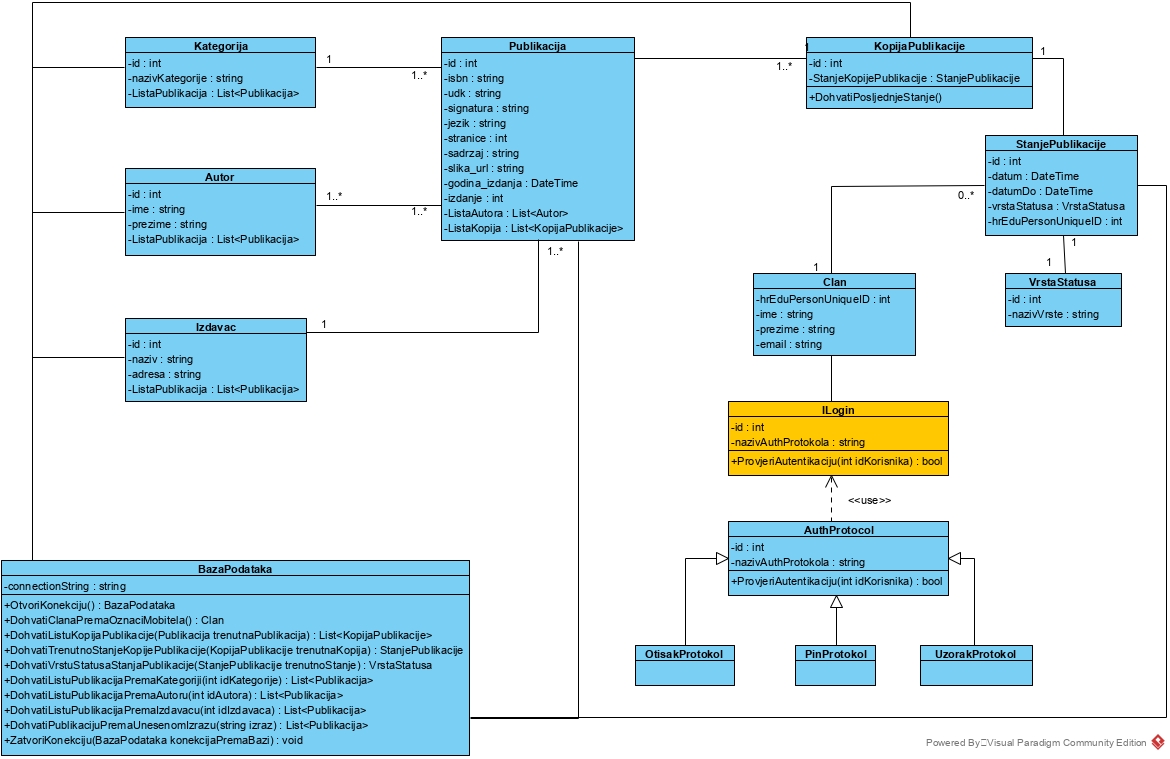 Kategorija
-id : int
-nazivKategorije : string
-ListaPublikacija : List<Publikacija>
1
1..*
Publikacija
-id : int
-isbn : string
-udk : string
-signatura : string
-jezik : string
-stranice : int
-sadrzaj : string
-slika_url : string
-godina_izdanja : DateTime
-izdanje : int
-ListaAutora : List<Autor>
-ListaKopija : List<KopijaPublikacije>
1
1..*
KopijaPublikacije
-id : int
-StanjeKopijePublikacije : StanjePublikacije
+DohvatiPosljednjeStanje()
1
StanjePublikacije
-id : int
-datum : DateTime
-datumDo : DateTime
-vrstaStatusa : VrstaStatusa
-hrEduPersonUniqueID : int
0..*
1
1
Autor
-id : int
-ime : string
-prezime : string
-ListaPublikacija : List<Publikacija>
1..*
1..*
1..*
1
Clan
-hrEduPersonUniqueID : int
-ime : string
-prezime : string
-email : string
VrstaStatusa
-id : int
-nazivVrste : string
Izdavac
-id : int
-naziv : string
-adresa : string
-ListaPublikacija : List<Publikacija>
1
ILogin
-id : int
-nazivAuthProtokola : string
+ProvjeriAutentikaciju(int idKorisnika) : bool
<<use>>
AuthProtocol
-id : int
-nazivAuthProtokola : string
+ProvjeriAutentikaciju(int idKorisnika) : bool
OtisakProtokol
PinProtokol
UzorakProtokol
BazaPodataka
-connectionString : string
+OtvoriKonekciju() : BazaPodataka
+DohvatiClanaPremaOznaciMobitela() : Clan
+DohvatiListuKopijaPublikacije(Publikacija trenutnaPublikacija) : List<KopijaPublikacije>
+DohvatiTrenutnoStanjeKopijePublikacije(KopijaPublikacije trenutnaKopija) : StanjePublikacije
+DohvatiVrstuStatusaStanjaPublikacije(StanjePublikacije trenutnoStanje) : VrstaStatusa
+DohvatiListuPublikacijaPremaKategoriji(int idKategorije) : List<Publikacija>
+DohvatiListuPublikacijaPremaAutoru(int idAutora) : List<Publikacija>
+DohvatiListuPublikacijaPremaIzdavacu(int idIzdavaca) : List<Publikacija>
+DohvatiPublikacijuPremaUnesenomIzrazu(string izraz) : List<Publikacija>
+ZatvoriKonekciju(BazaPodataka konekcijaPremaBazi) : void
Powered By Visual Paradigm Community Edition